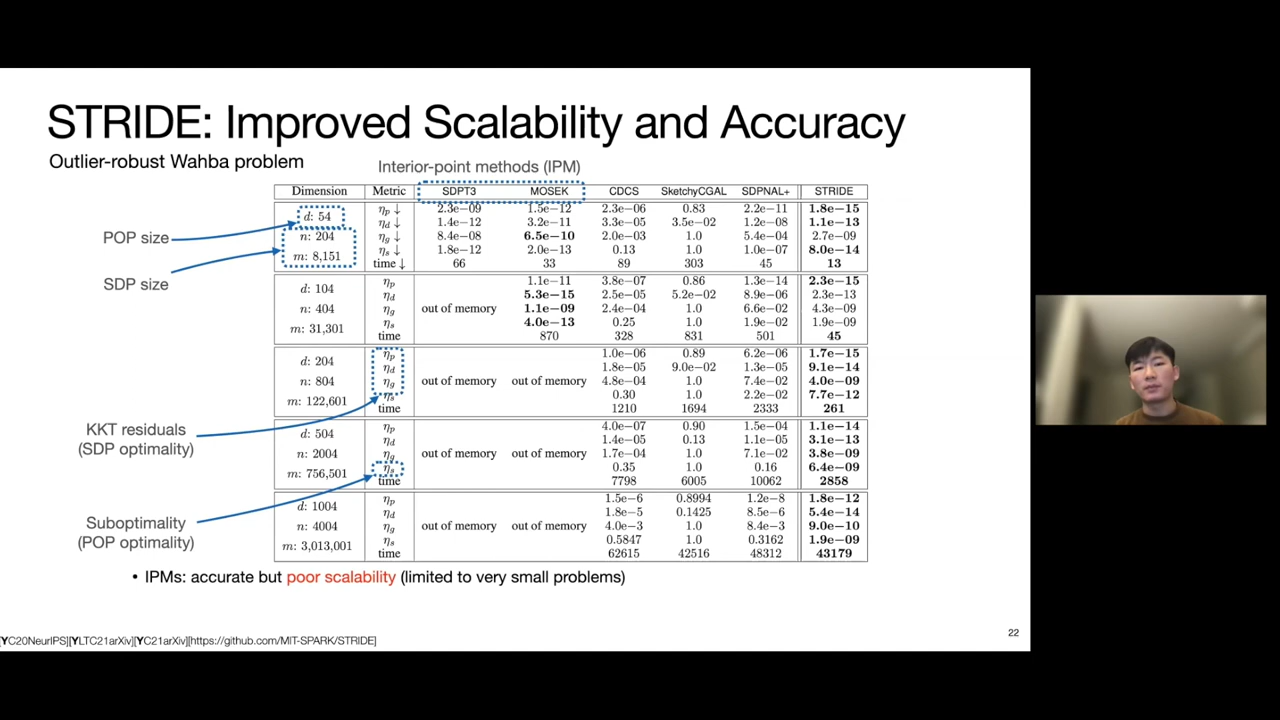 STRIDE: Improved Scalability and Accuracy
Outlier-robust Wahba problem
Interior-point methods (IPM)
Dimension Metric SDPT3 MOSEK CDCS SketchyCGAL SDPNAL+ STRIDE
d: 54
n: 204
m: 8,151
ηp ↓ 2.3e−09 1.5e−12 2.3e−06 0.83 2.2e−11 1.8e−15
ηd ↓ 1.4e−12 3.2e−11 3.3e−05 3.5e−02 1.2e−08 1.1e−13
ηg ↓ 8.4e−08 6.5e−10 2.0e−03 1.0 5.4e−04 2.7e−09
ηs ↓ 1.8e−12 2.0e−13 0.13 1.0 1.0e−07 8.0e−14
time ↓ 66 33 89 303 45 13
POP size
SDP size
d: 104
n: 404
m: 31,301
out of memory
ηp 1.1e−11 3.8e−07 0.86 1.3e−14 2.3e−15
ηd 5.3e−15 2.5e−05 5.2e−02 8.9e−06 2.3e−13
ηg 1.1e−09 2.4e−04 1.0 6.6e−02 4.3e−09
ηs 4.0e−13 0.25 1.0 1.9e−02 1.9e−09
time 870 328 831 501 45
d: 204
n: 804
m: 122,601
out of memory out of memory
ηp 1.0e−06 0.89 6.2e−06 1.7e−15
ηd 1.8e−05 9.0e−02 1.3e−05 9.1e−14
ηg 4.8e−04 1.0 7.4e−02 4.0e−09
ηs 0.30 1.0 2.2e−02 7.7e−12
time 1210 1694 2333 261
KKT residuals
(SDP optimality)
d: 504
n: 2004
m: 756,501
out of memory out of memory
ηp 4.0e−07 0.90 1.5e−04 1.1e−14
ηd 1.4e−05 0.13 1.1e−05 3.1e−13
ηg 1.7e−04 1.0 7.1e−02 3.8e−09
ηs 0.35 1.0 0.16 6.4e−09
time 7798 6005 10062 2858
Suboptimality
(POP optimality)
d: 1004
n: 4004
m: 3,013,001
out of memory out of memory
ηp 1.5e−6 0.8994 1.2e−8 1.8e−12
ηd 1.8e−5 0.1425 8.5e−6 5.4e−14
ηg 4.0e−3 1.0 8.4e−3 9.0e−10
ηs 0.5847 1.0 0.3162 1.9e−09
time 62615 42516 48312 43179
• IPMs: accurate but poor scalability (limited to very small problems)
22
[YC20NeurIPS][YLTC21arXiv][YC21arXiv][https://github.com/MIT-SPARK/STRIDE]